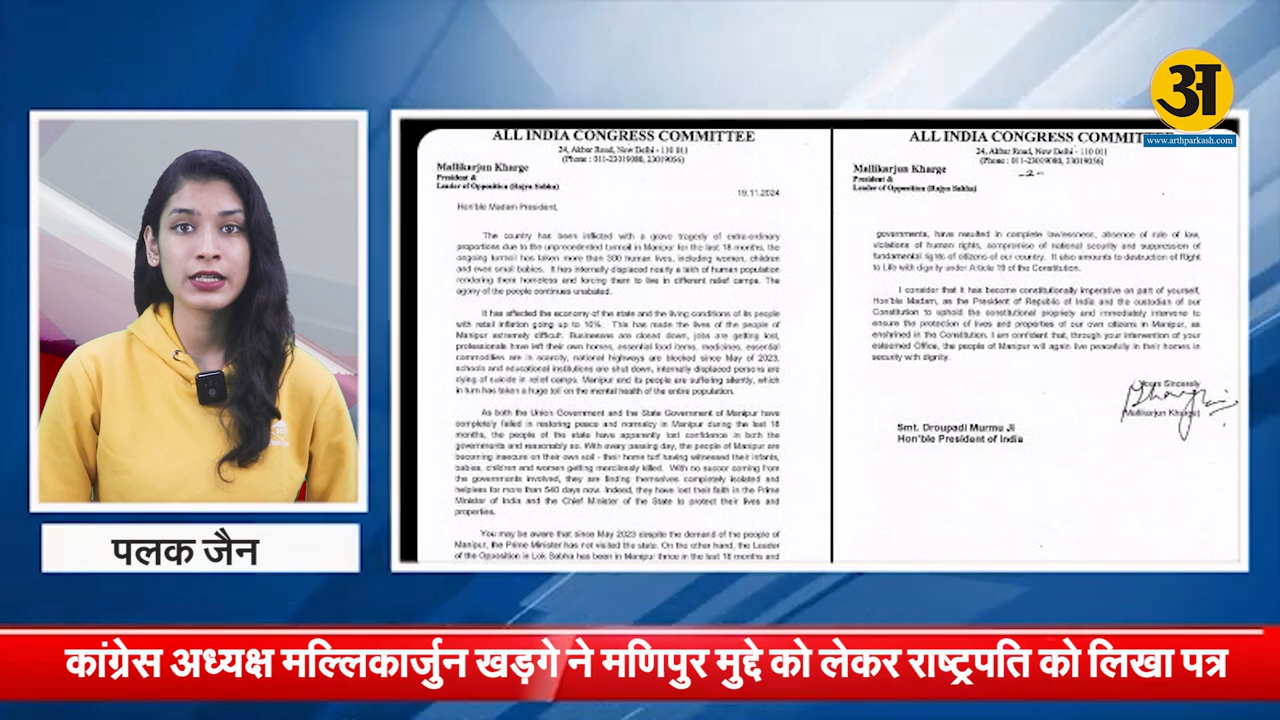 अ
www.arthparkash.com
ALL INDIA CONGRESS COMMITTEE
24, Akbar Road, New Delhi - 110 011
(Phone : 011-23019080, 23019056)
Mallikarjun Kharge
President &
Leader of Opposition (Rajya Sabha)
19.11.2024
Hon'ble Madam President,
The country has been inflicted with a grave tragedy of extra-ordinary
proportions due to the unprecedented turmoil in Manipur for the last 18 months, the
ongoing turmoil has taken more than 300 human lives, including women, children
and even small babies. It has internally displaced nearly a lakh of human population
rendering them homeless and forcing them to live in different relief camps. The
agony of the people continues unabated.
It has affected the economy of the state and the living conditions of its people
with retail inflation going up to 10%. This has made the lives of the people of
Manipur extremely difficult. Businesses are closed down, jobs are getting lost,
professionals have left their own homes, essential food items, medicines, essential
commodities are in scarcity, national highways are blocked since May of 2023,
schools and educational institutions are shut down, internally displaced persons are
dying of suicide in relief camps. Manipur and its people are suffering silently, which
in turn has taken a huge toll on the mental health of the entire population.
As both the Union Government and the State Government of Manipur have
completely failed in restoring peace and normalcy in Manipur during the last 18
months, the people of the state have apparently lost confidence in both the
governments and reasonably so. With every passing day, the people of Manipur are
becoming insecure on their own soil - their home turf having witnessed their infants,
babies, children and women getting mercilessly killed. With no succor coming from
the governments involved, they are finding themselves completely isolated and
helpless for more than 540 days now. Indeed, they have lost their faith in the Prime
Minister of India and the Chief Minister of the State to protect their lives and
properties.
You may be aware that since May 2023 despite the demand of the people of
Manipur, the Prime Minister has not visited the state. On the other hand, the Leader
of the Opposition in Lok Sabha has been in Manipur thrice in the last 18 months and
ALL INDIA CONGRESS COMMITTEE
24, Akbar Road, New Delhi - 110 011
(Phone : 011-23019080, 23019056)
Mallikarjun Kharge
President &
Leader of Opposition (Rajya Sabha)
-2-
governments, have resulted in complete lawlessness, absence of rule of law,
violations of human rights, compromise of national security and suppression of
fundamental rights of citizens of our country. It also amounts to destruction of Right
to Life with dignity under Article 19 of the Constitution.
I consider that it has become constitutionally imperative on part of yourself,
Hon'ble Madam, as the President of Republic of India and the custodian of our
Constitution to uphold the constitutional propriety and immediately intervene to
ensure the protection of lives and properties of our own citizens in Manipur, as
enshrined in the Constitution. I am confident that, through your intervention of your
esteemed Office, the people of Manipur will again live peacefully in their homes in
security with dignity.
Yours Sincerely
(Mallikarjun Kharge)
Smt. Droupadi Murmu Ji
Hon'ble President of India
पलक जैन
कांग्रेस अध्यक्ष मल्लिकार्जुन खड़गे ने मणिपुर मुद्दे को लेकर राष्ट्रपति को लिखा पत्र